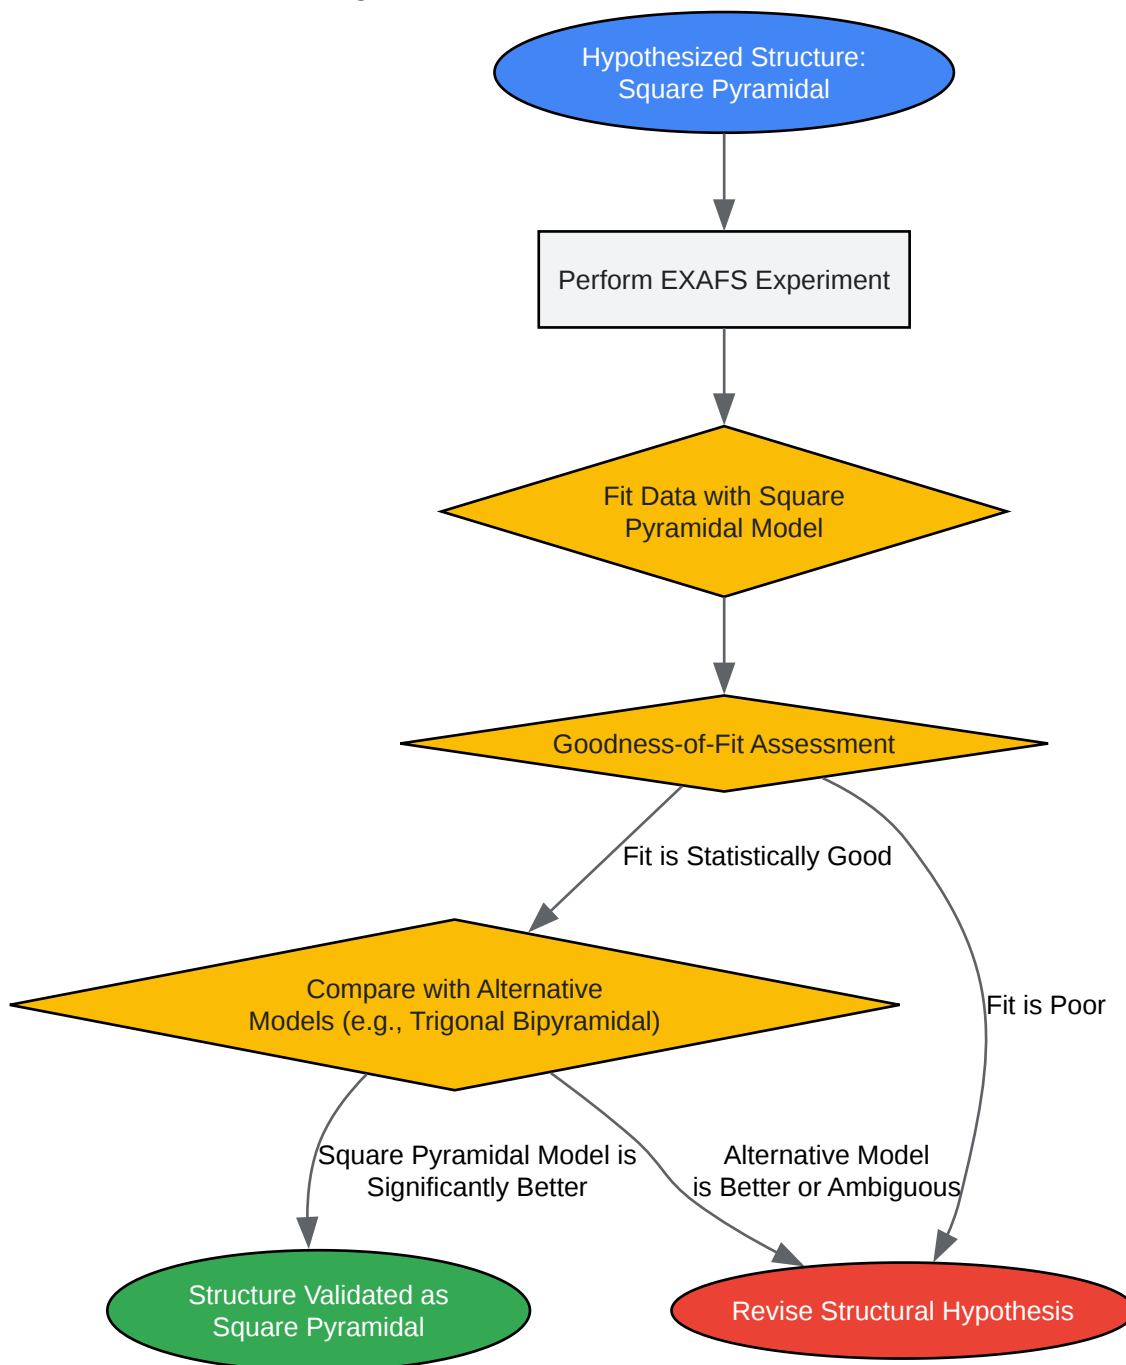 Hypothesized Structure:
Square Pyramidal
Perform EXAFS Experiment
Fit Data with Square
Pyramidal Model
Goodness-of-Fit Assessment
Fit is Statistically Good
Compare with Alternative
Models (e.g., Trigonal Bipyramidal)
Fit is Poor
Square Pyramidal Model is
Significantly Better
Alternative Model
is Better or Ambiguous
Structure Validated as
Square Pyramidal
Revise Structural Hypothesis